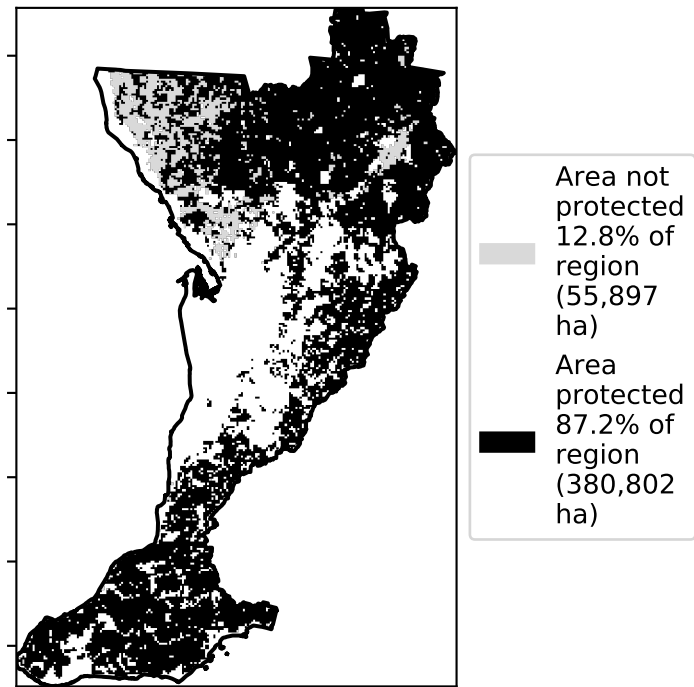 Area not
protected
12.8% of
region
(55,897
ha)
Area
protected
87.2% of
region
(380,802
ha)